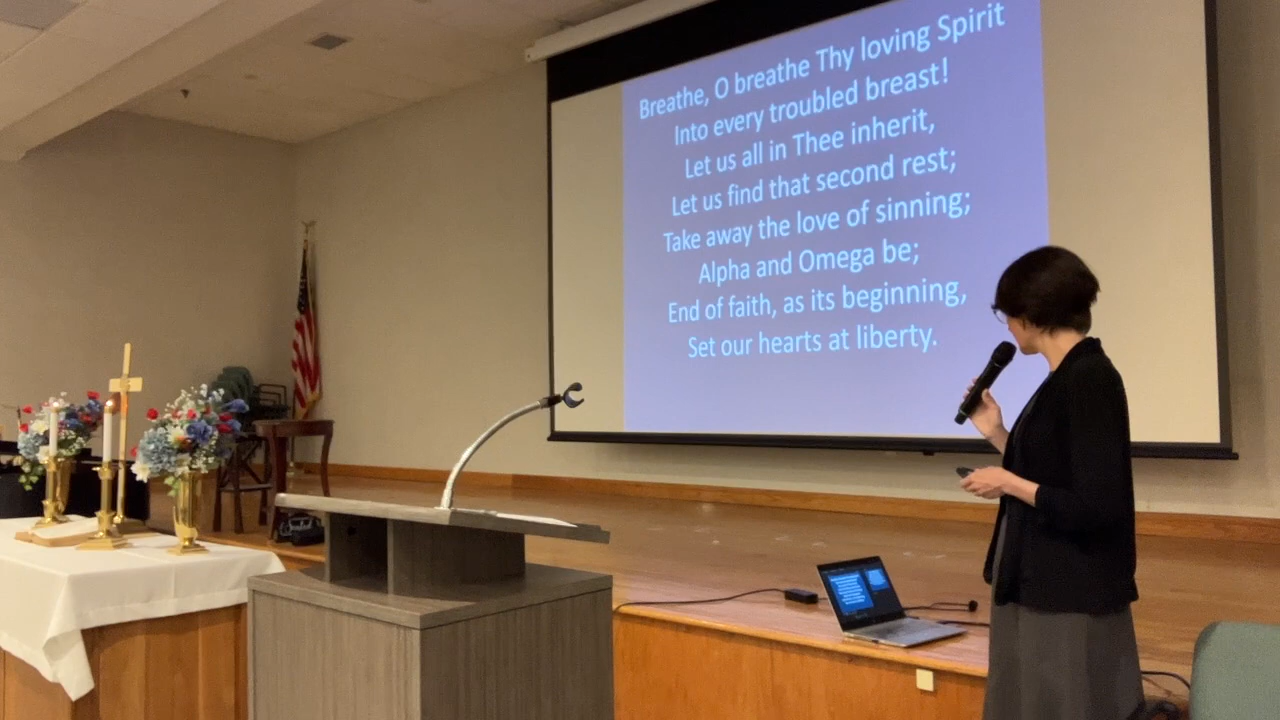 Breathe, O breathe Thy loving Spirit
Into every troubled breast!
Let us all in Thee inherit,
Let us find that second rest;
Take away the love of sinning;
Alpha and Omega be;
End of faith, as its beginning,
Set our hearts at liberty.